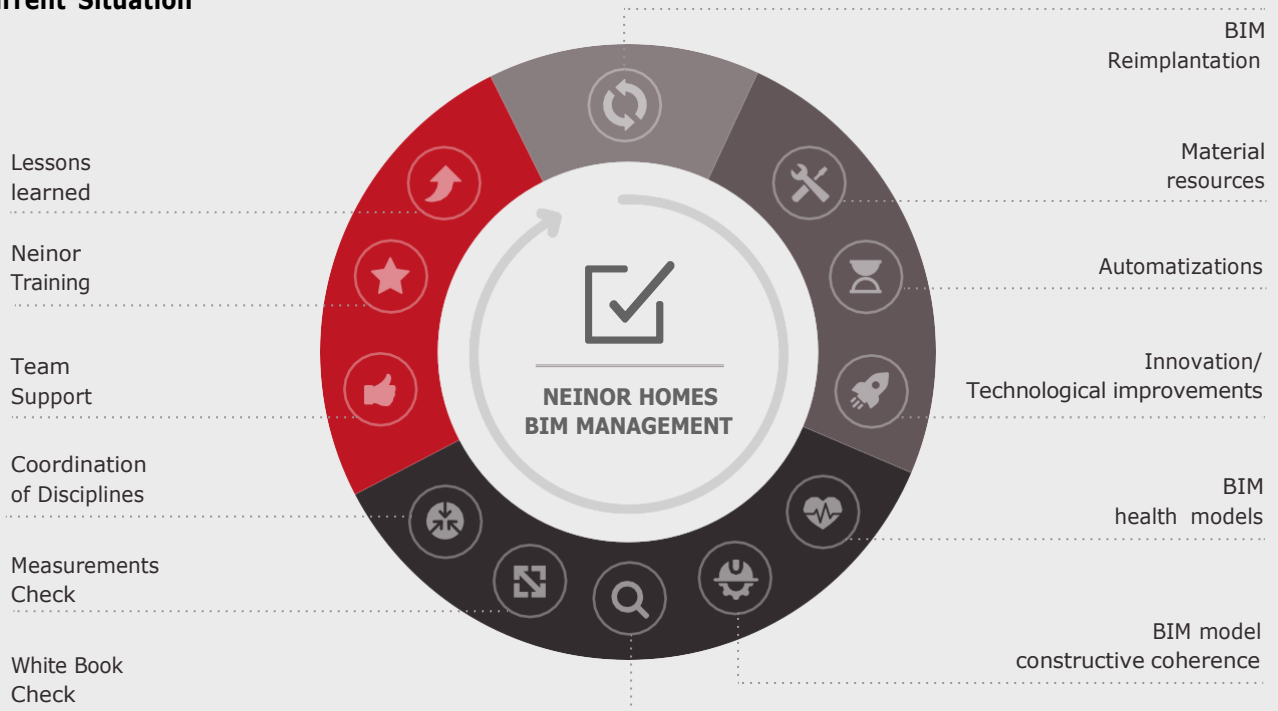 Situation
BIM
Reimplantation
Material
resources
Automatizations
Innovation/
Technological improvements
BIM
health models
BIM model
constructive coherence
Lessons
learned
Neinor
Training
Team
Support
Coordination
of Disciplines
Measurements
Check
White Book
Check
NEINOR HOMES
BIM MANAGEMENT